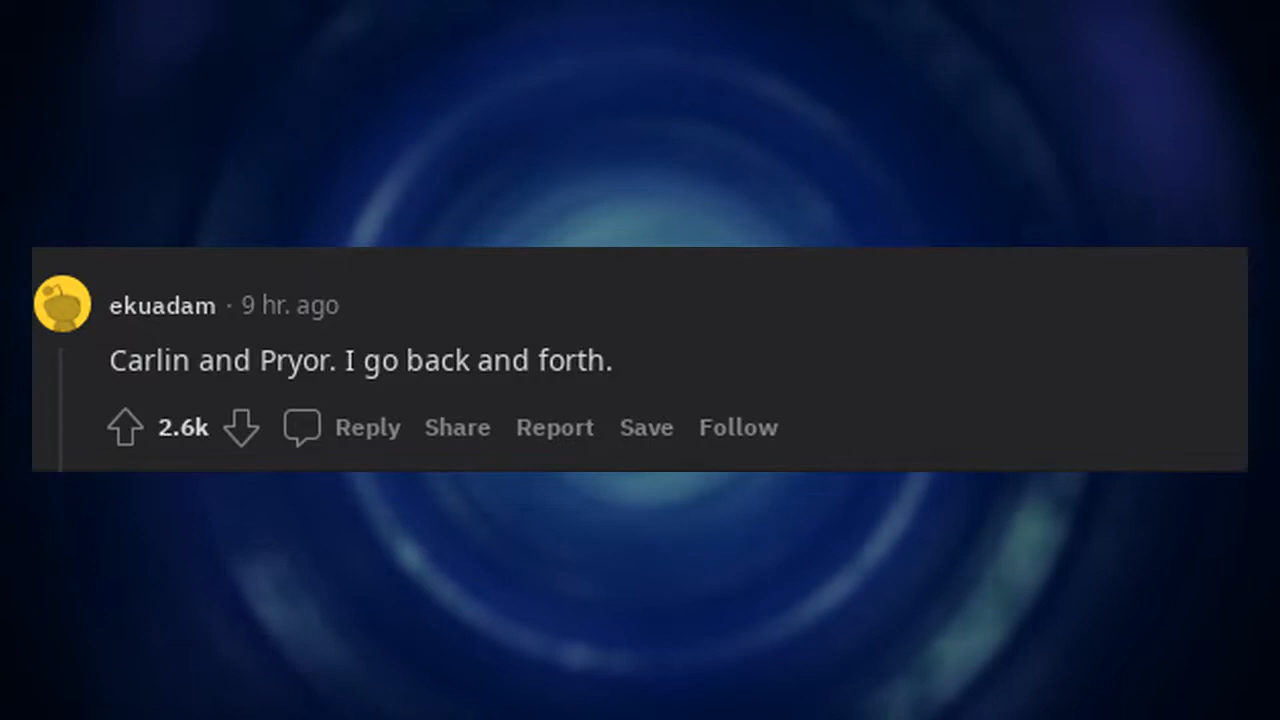 ekuadam · 9 hr. ago
Carlin and Pryor. I go back and forth.
2.6k Reply Share Report Save Follow